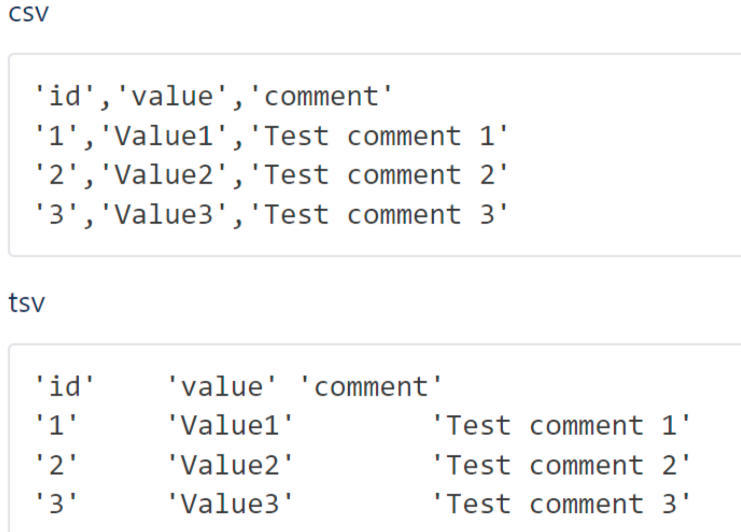 csv
'id','value','comment'
'1','Value1','Test comment 1'
'2','Value2','Test comment 2'
'3','Value3','Test comment 3'
tsv
'id'	'value'	'comment'
'1'	'Value1'	'Test comment 1'
'2'	'Value2'	'Test comment 2'
'3'	'Value3'	'Test comment 3'